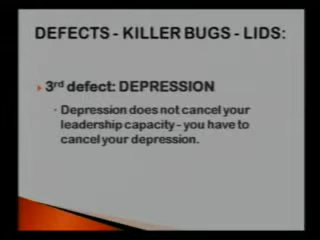 DEFECTS - KILLER BUGS - LIDS:
3rd defect: DEPRESSION
Depression does not cancel your
leadership capacity - you have to
cancel your depression.